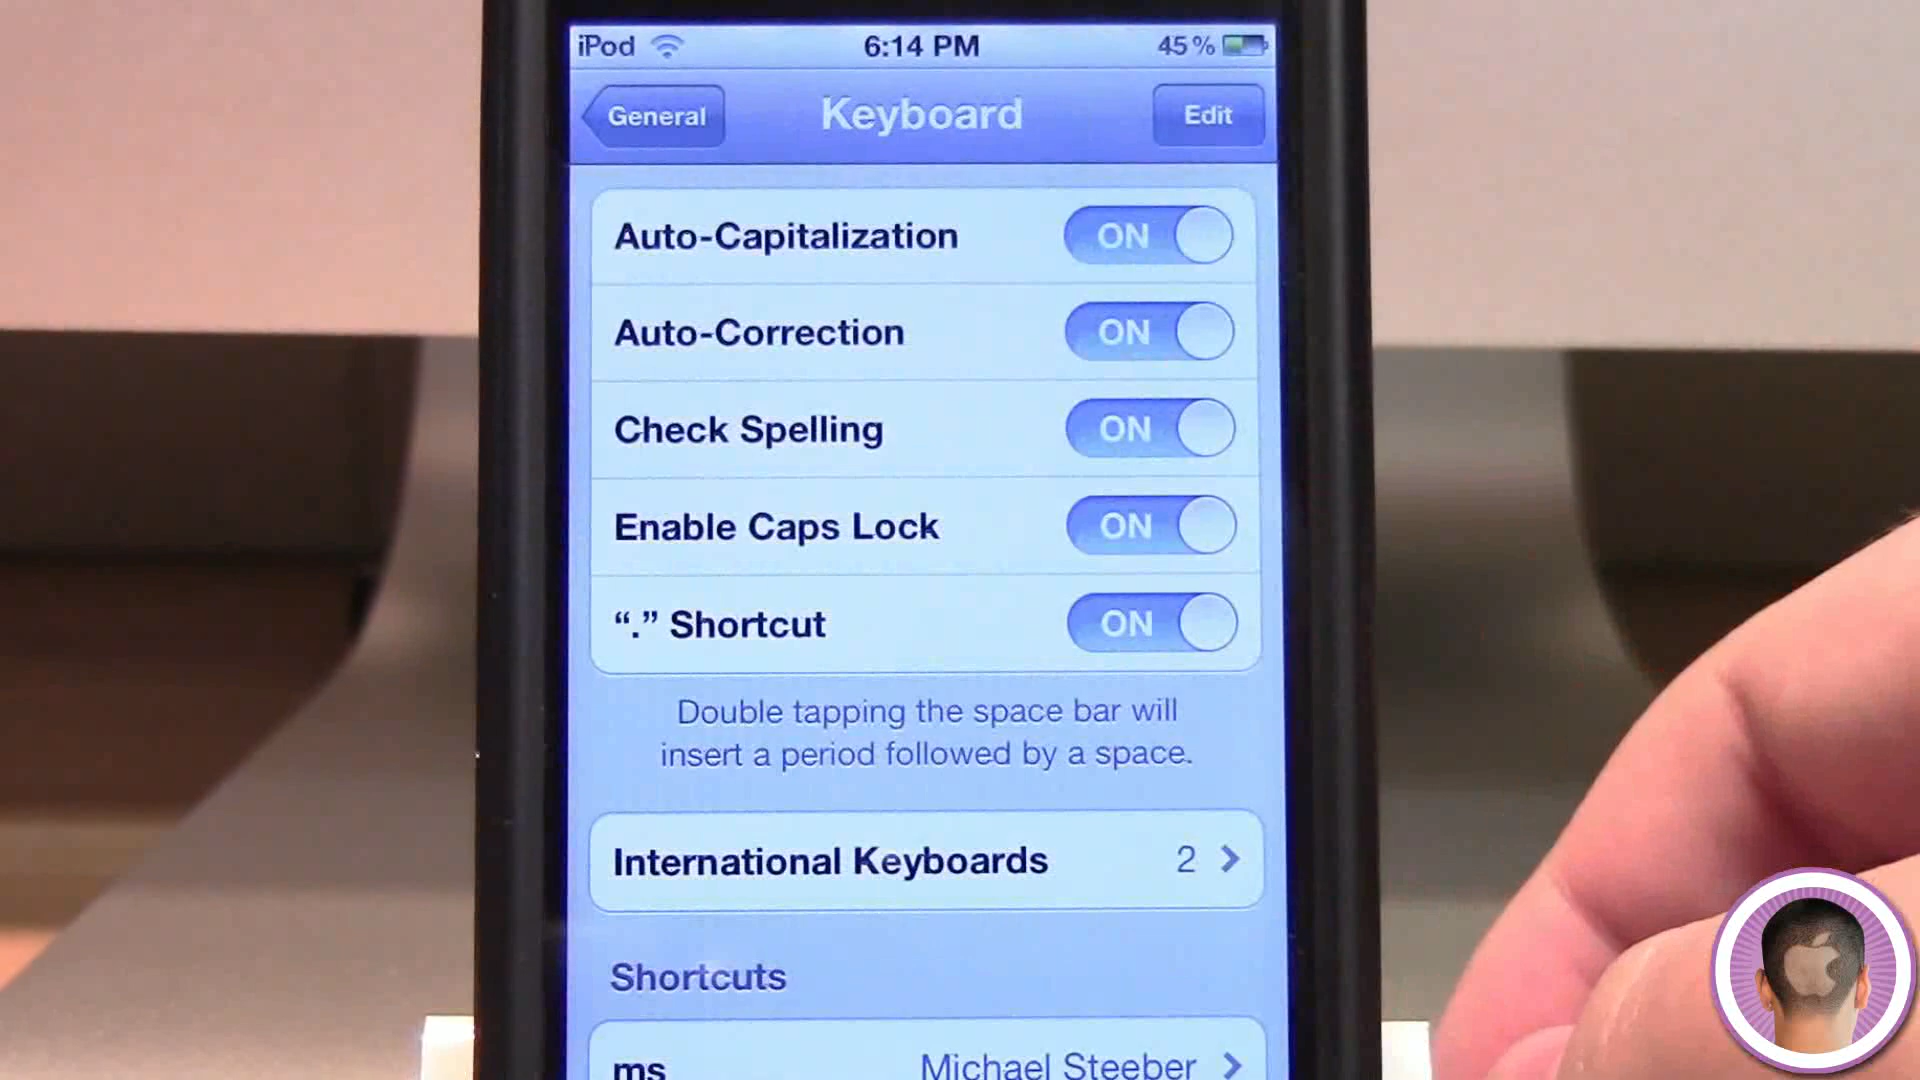 iPod 6:14 PM 45%
General Keyboard Edit
Auto-Capitalization ON
Auto-Correction ON
Check Spelling ON
Enable Caps Lock ON
“.” Shortcut ON
Double tapping the space bar will
insert a period followed by a space.
International Keyboards 2
Shortcuts
ms Michael Steeber